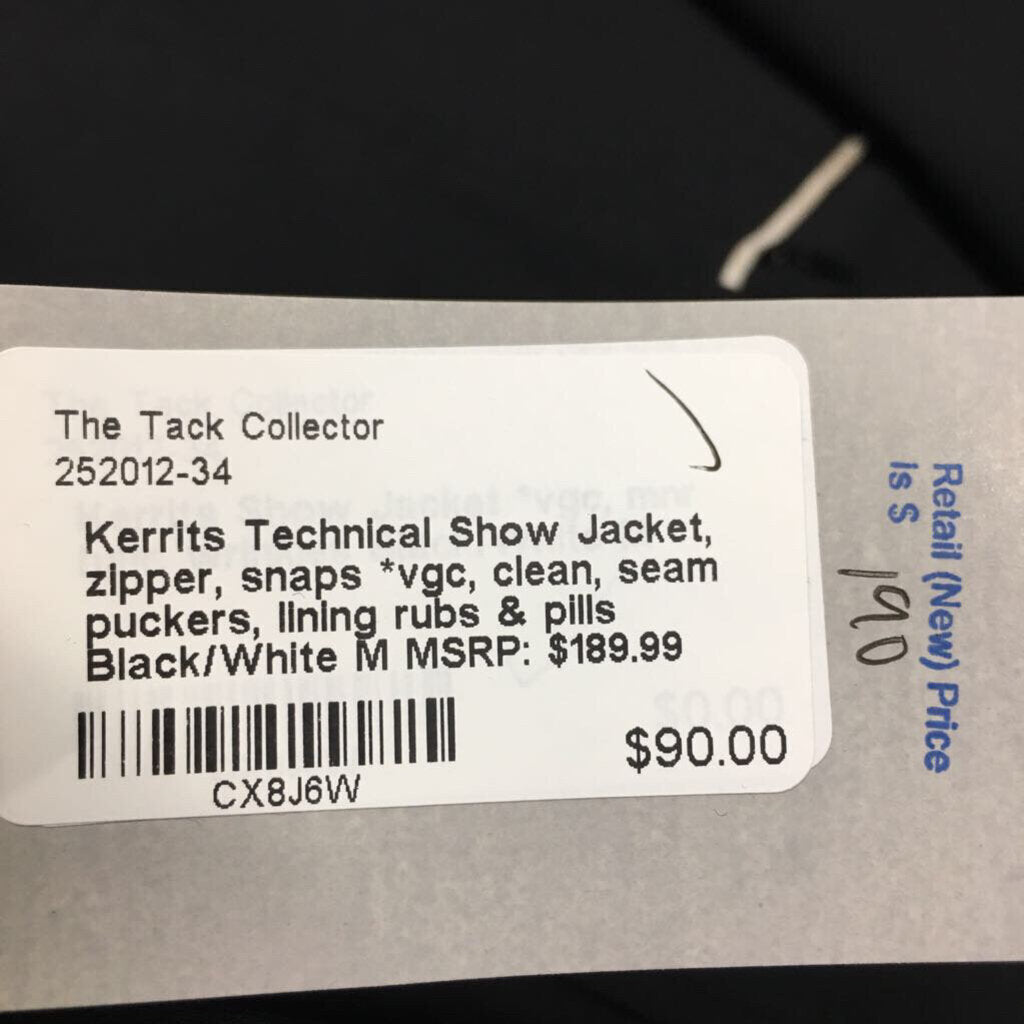 The Tack Collector
252012-34
Kerrits Technical Show Jacket,
zipper, snaps *vgc, clean, seam
puckers, lining rubs & pills
Black/White M MSRP: $189.99
$90.00
CX8J6W
Retail (New) Price
is $
190